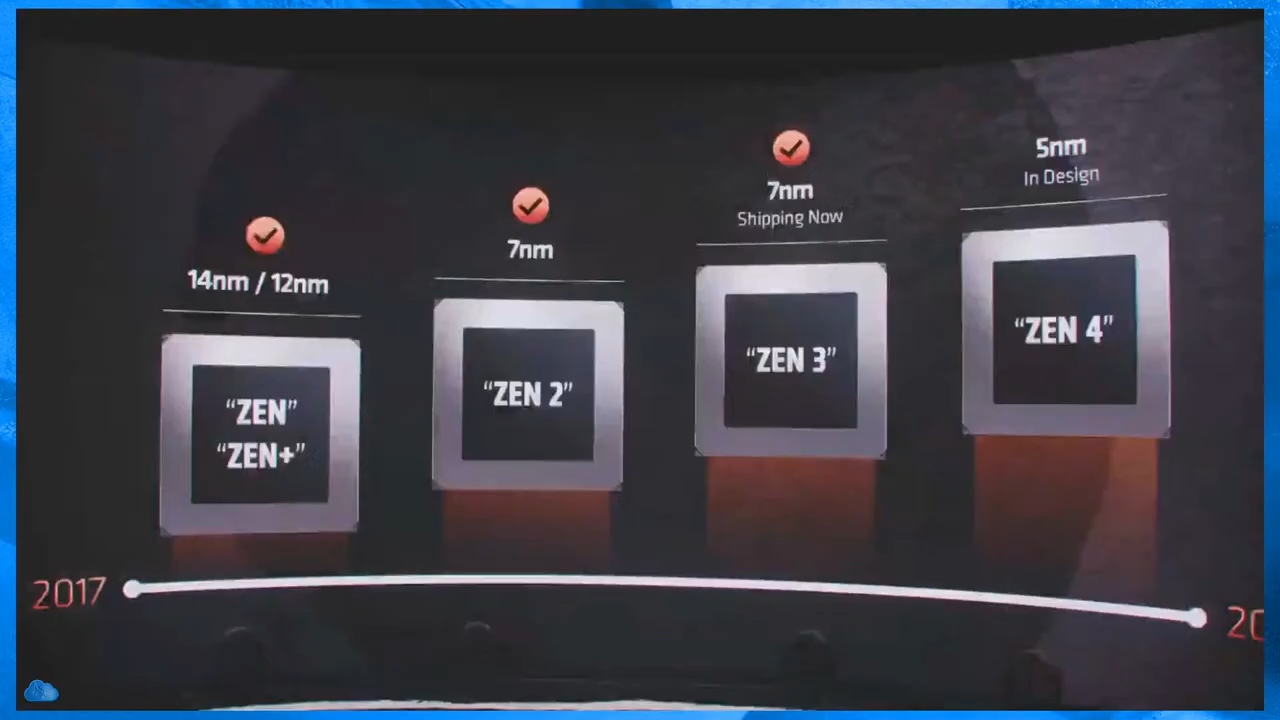 14nm / 12nm
"ZEN"
"ZEN+"
7nm
"ZEN 2"
7nm
Shipping Now
"ZEN 3"
5nm
In Design
"ZEN 4"
2017